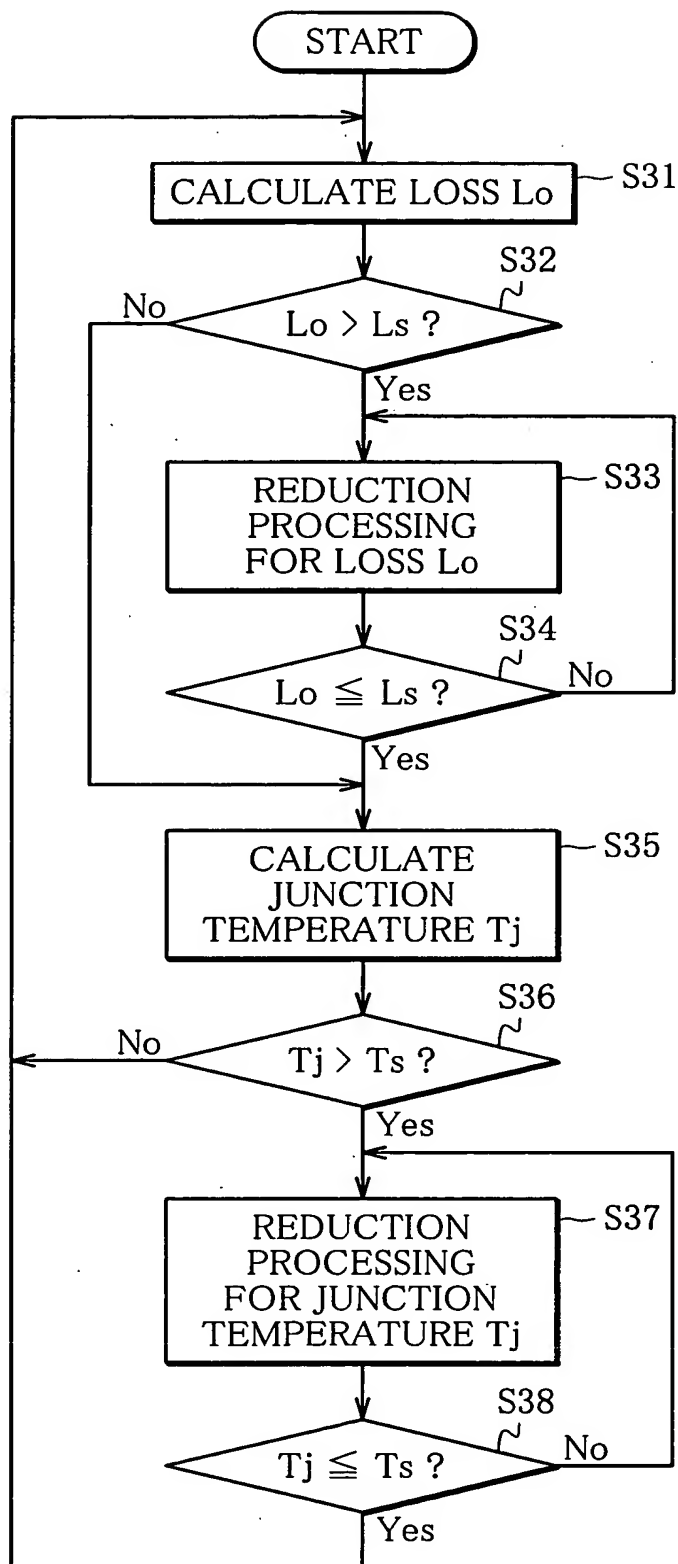 START
CALCULATE LOSS Lo
S31
S32
No
Lo > Ls ?
Yes
REDUCTION
PROCESSING
FOR LOSS Lo
S33
S34
Lo ≦ Ls ?
No
Yes
CALCULATE
JUNCTION
TEMPERATURE Tj
S35
S36
No
Tj > Ts ?
Yes
REDUCTION
PROCESSING
FOR JUNCTION
TEMPERATURE Tj
S37
S38
Tj ≦ Ts ?
No
Yes